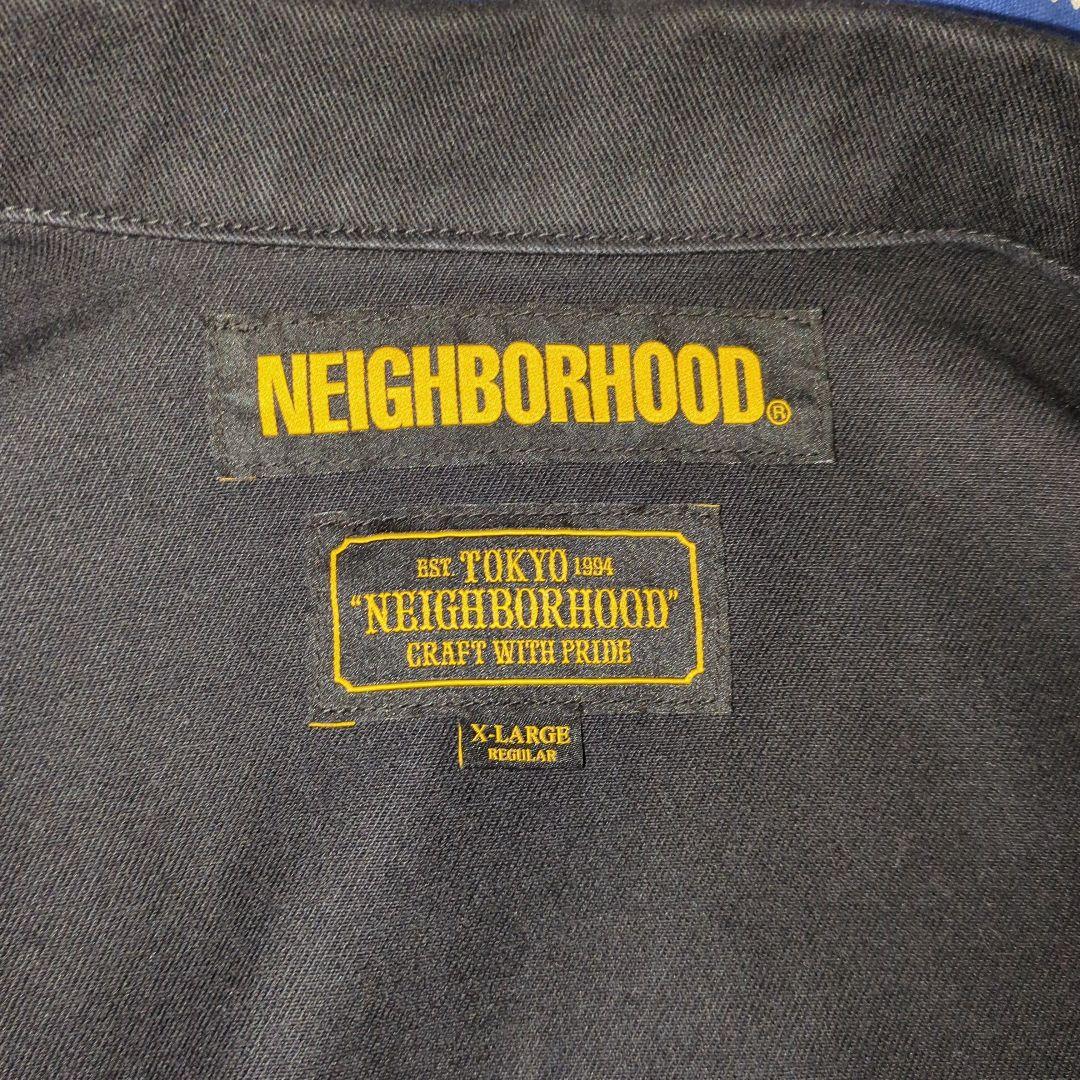 NEIGHBORHOOD®
EST. TOKYO 1994
"NEIGHBORHOOD"
CRAFT WITH PRIDE
X-LARGE
REGULAR